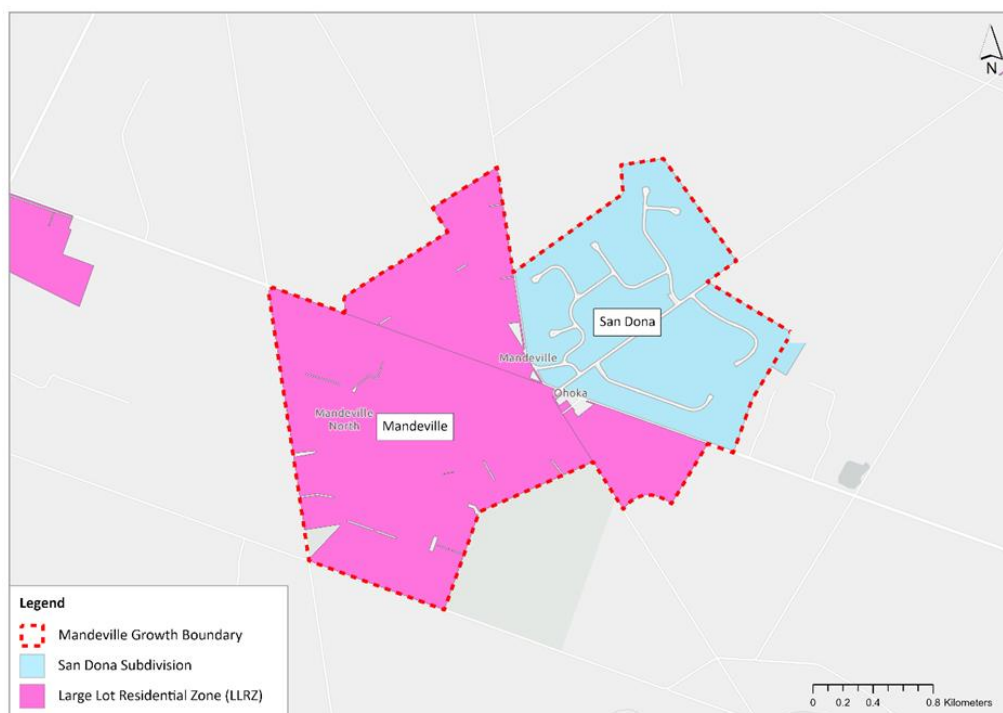 N
San Dona
Mandeville
Ohoka
Mandeville
North
Mandeville
Legend
Mandeville Growth Boundary
San Dona Subdivision
Large Lot Residential Zone (LLRZ)
0 0.2 0.4 0.8 Kilometers